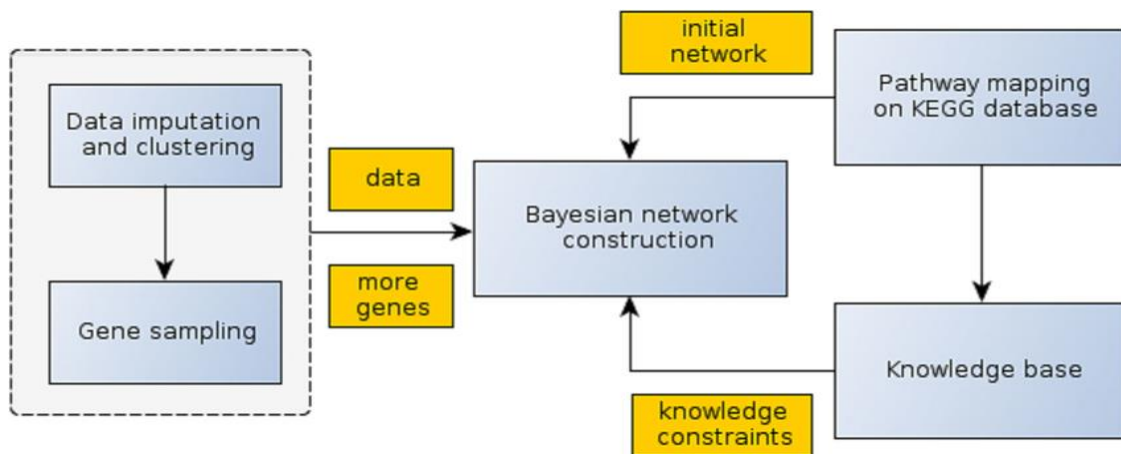 initial
network
Pathway mapping
on KEGG database
Data imputation
and clustering
data
Bayesian network
construction
more
genes
Gene sampling
Knowledge base
knowledge
constraints